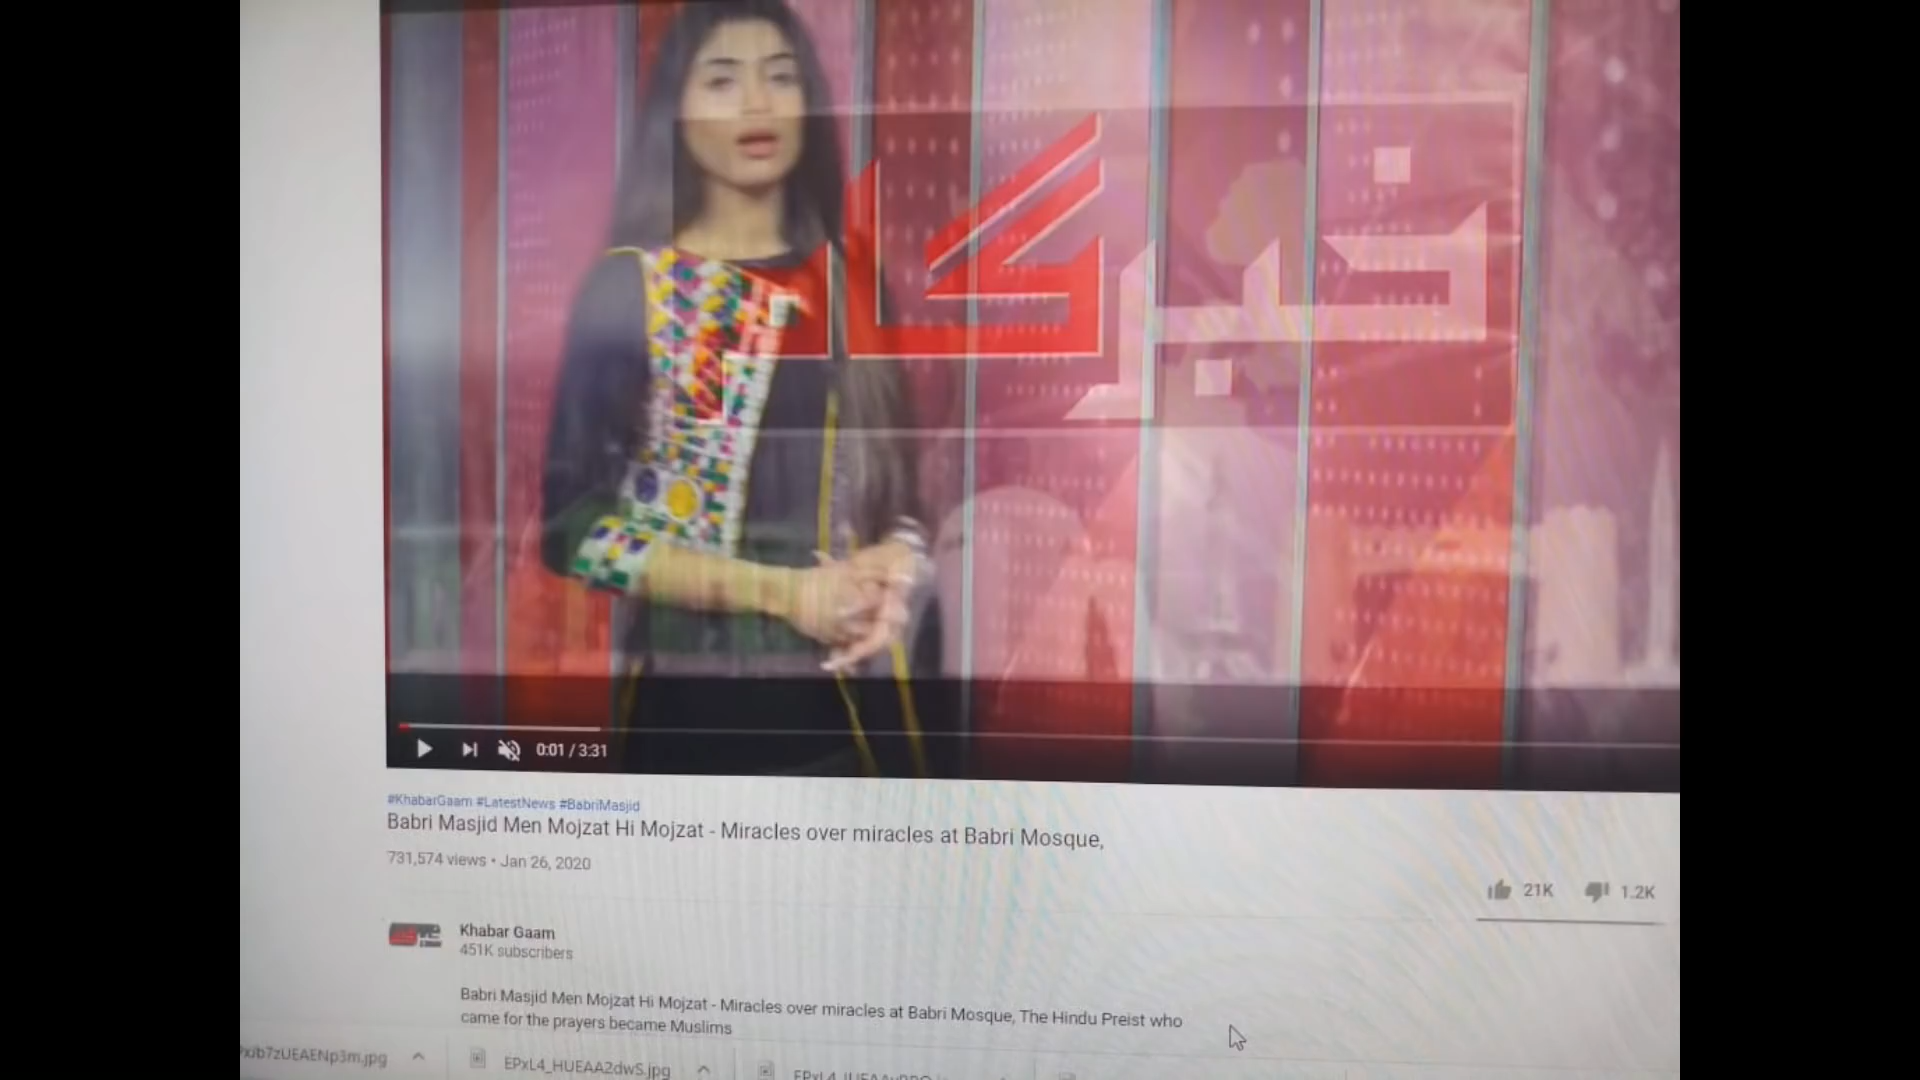 خبر گام
0:01 / 3:31
#KhabarGaam #LatestNews #BabriMasjid
Babri Masjid Men Mojzat Hi Mojzat - Miracles over miracles at Babri Mosque,
731,574 views • Jan 26, 2020
21K 1.2K
Khabar Gaam
451K subscribers
Babri Masjid Men Mojzat Hi Mojzat - Miracles over miracles at Babri Mosque, The Hindu Preist who
came for the prayers became Muslims
EPxL4_HUEAA2dwS.jpg